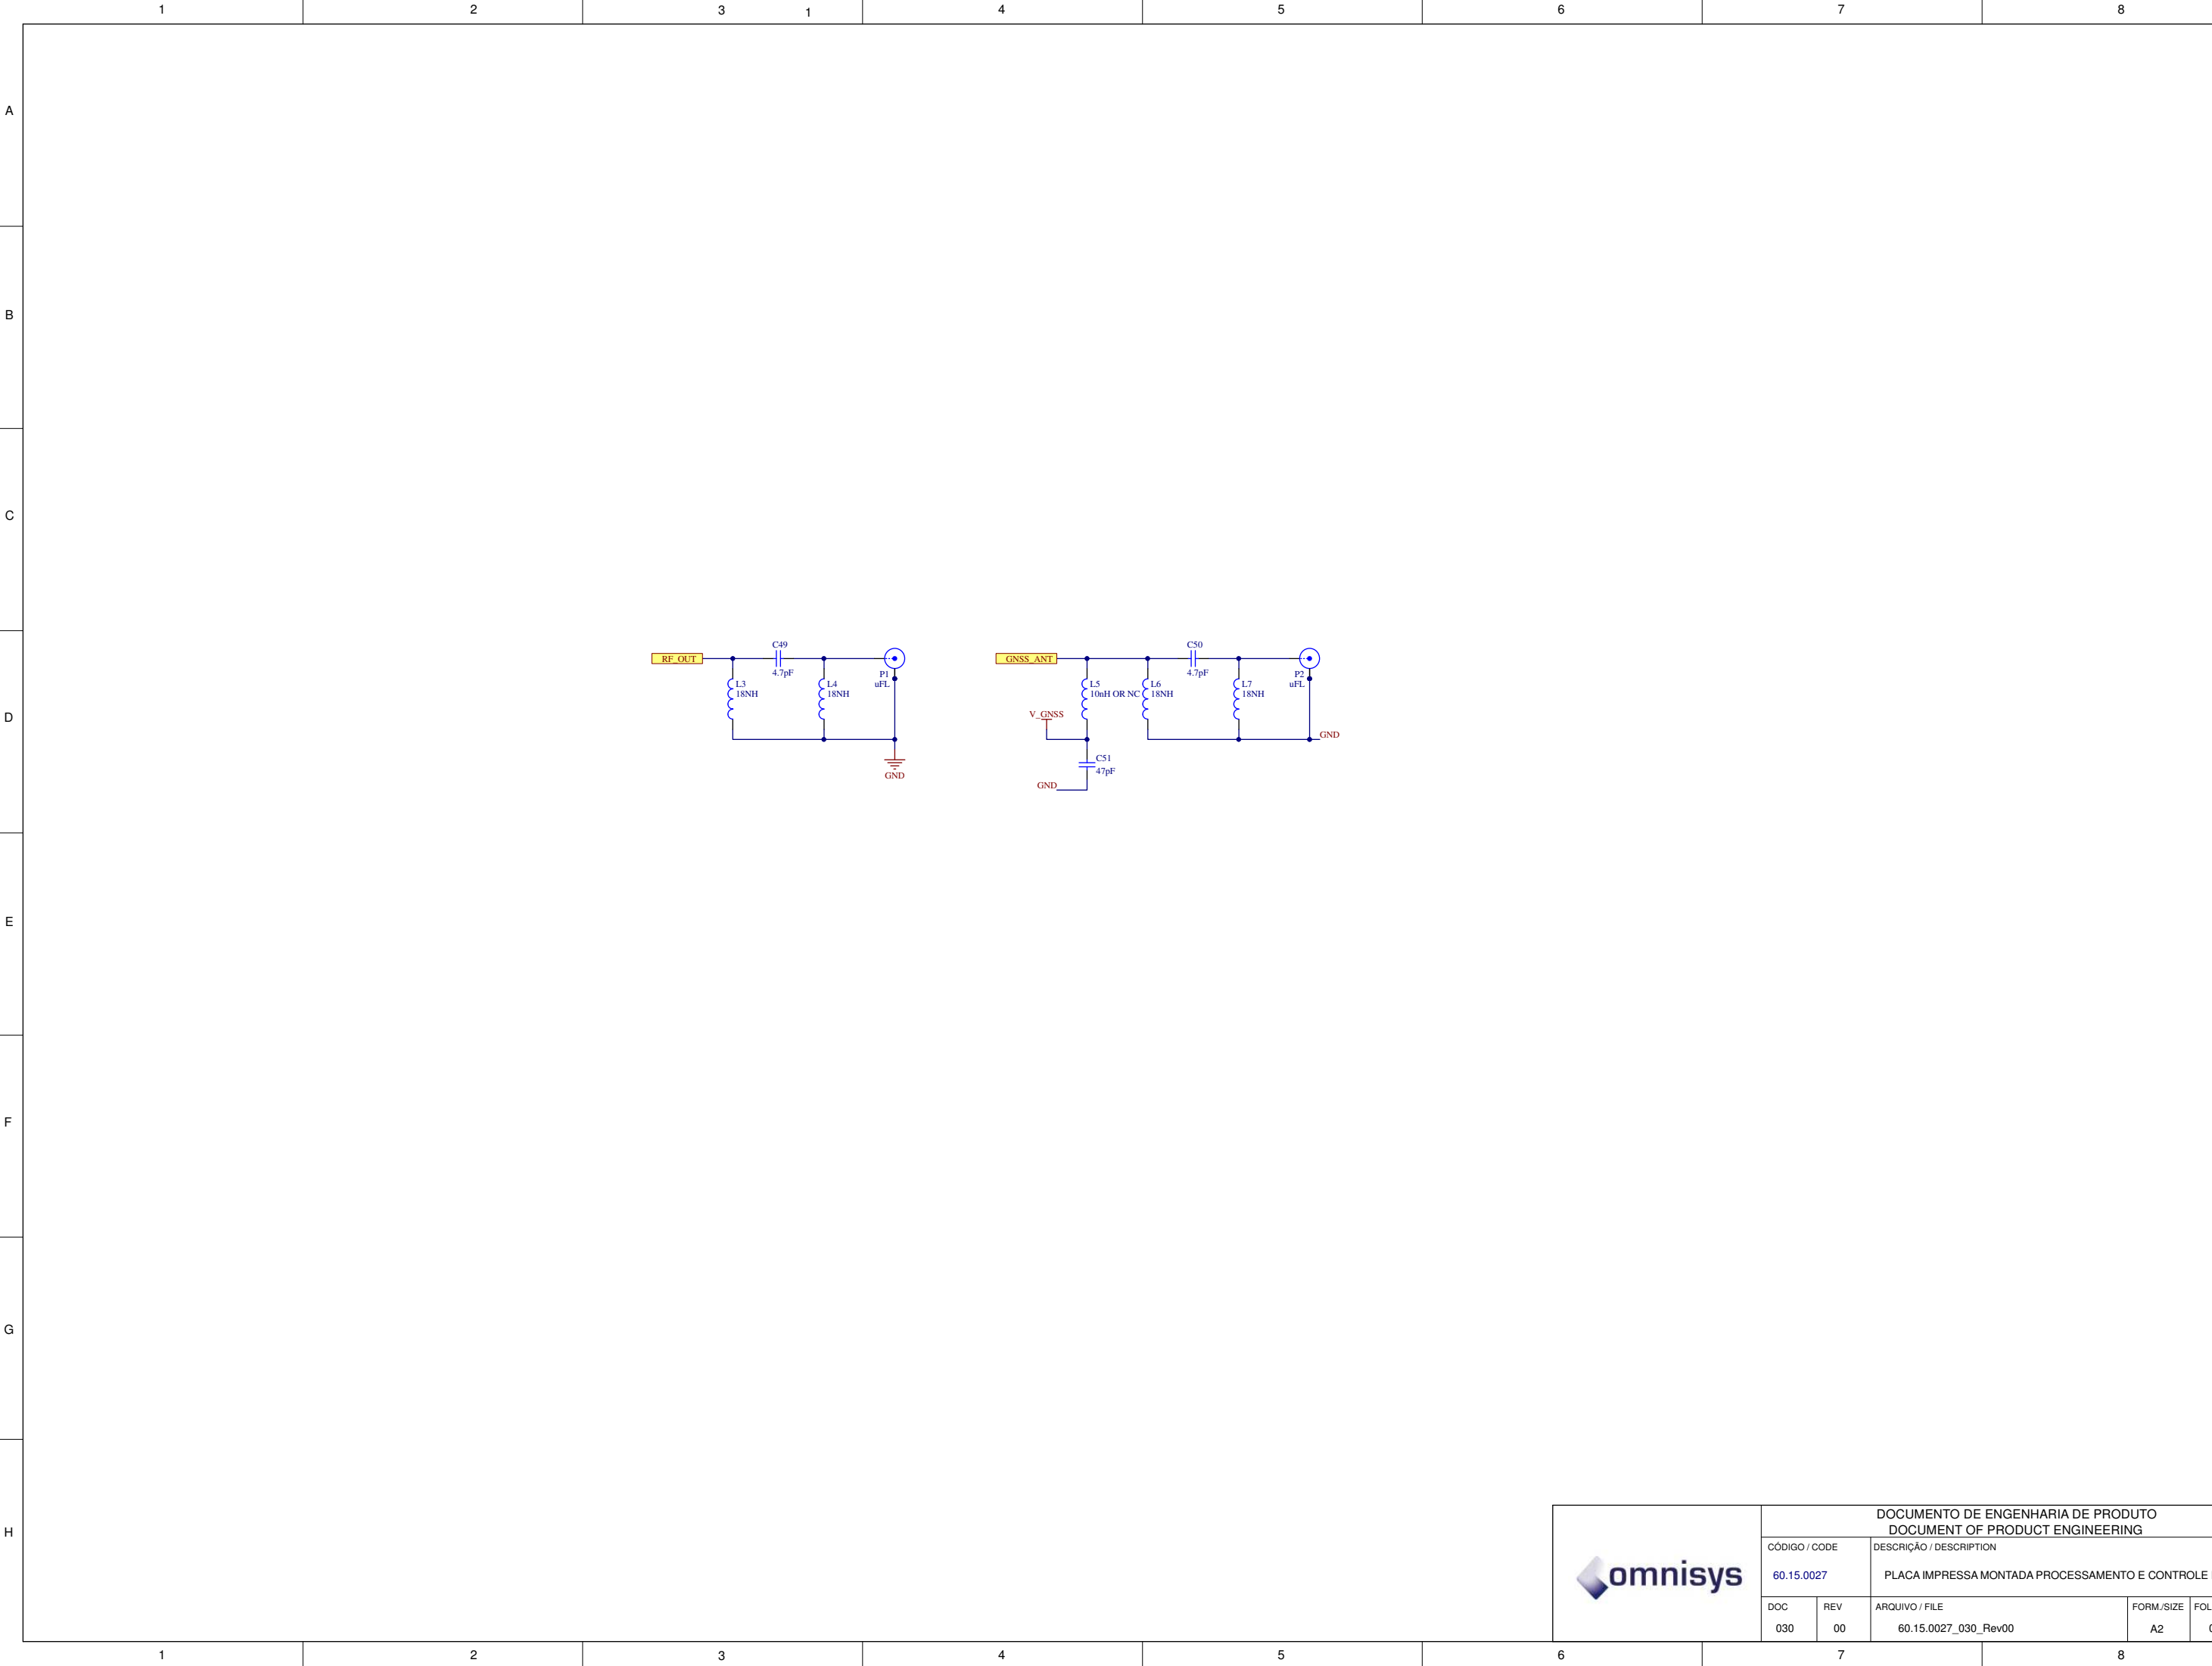 1 2 3 1 4 5 6 7 8
A
B
C
D
E
F
G
H
RF_OUT
C49
4.7pF
L3
18NH
L4
18NH
P1
uFL
GND
GNSS_ANT
C50
4.7pF
L5
10nH OR NC
L6
18NH
L7
18NH
P2
uFL
V_GNSS
GND
C51
47pF
GND
omnisys
DOCUMENTO DE ENGENHARIA DE PRODUTO
DOCUMENT OF PRODUCT ENGINEERING
CÓDIGO / CODE
60.15.0027
DESCRIÇÃO / DESCRIPTION
PLACA IMPRESSA MONTADA PROCESSAMENTO E CONTROLE
DOC
030
REV
00
ARQUIVO / FILE
60.15.0027_030_Rev00
FORM./SIZE
A2
FOL
1 2 3 4 5 6 7 8